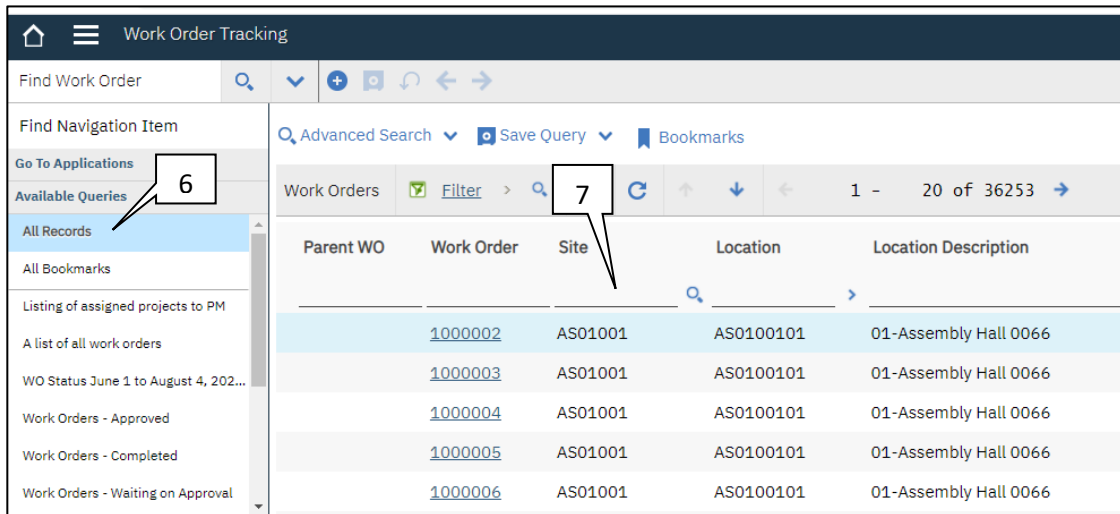 Work Order Tracking
Find Work Order
Find Navigation Item
Go To Applications
Available Queries
6
All Records
All Bookmarks
Listing of assigned projects to PM
A list of all work orders
WO Status June 1 to August 4, 202...
Work Orders - Approved
Work Orders - Completed
Work Orders - Waiting on Approval
Advanced Search Save Query Bookmarks
Work Orders Filter > 7 1 - 20 of 36253
Parent WO Work Order Site Location Location Description
1000002 AS01001 AS0100101 01-Assembly Hall 0066
1000003 AS01001 AS0100101 01-Assembly Hall 0066
1000004 AS01001 AS0100101 01-Assembly Hall 0066
1000005 AS01001 AS0100101 01-Assembly Hall 0066
1000006 AS01001 AS0100101 01-Assembly Hall 0066